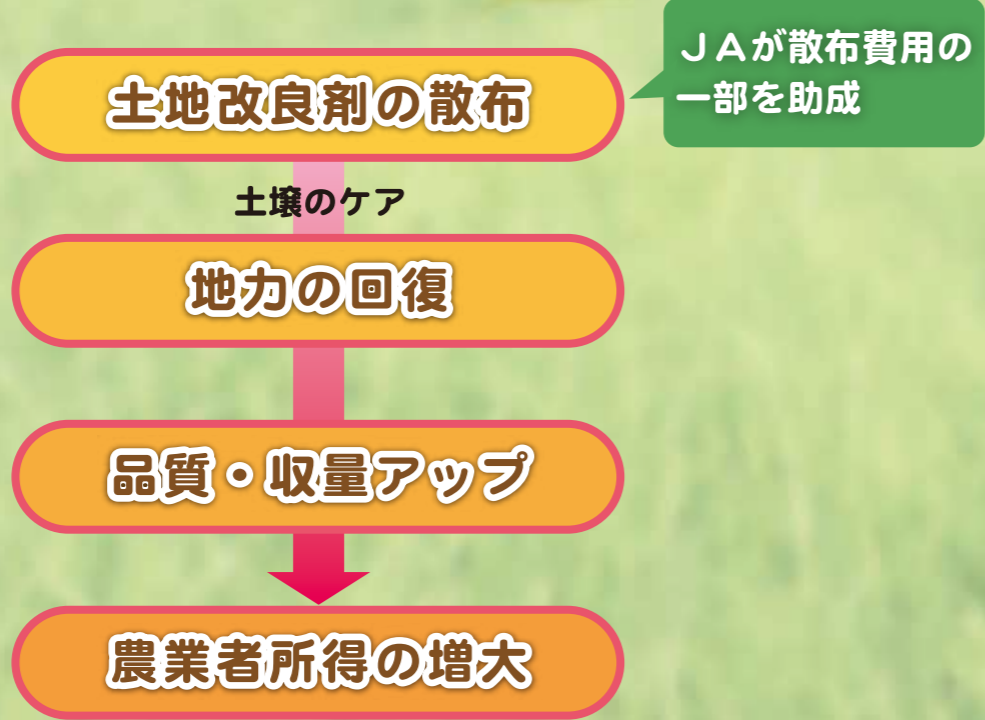 土地改良剤の散布
JAが散布費用の
一部を助成
土壌のケア
地力の回復
品質・収量アップ
農業者所得の増大